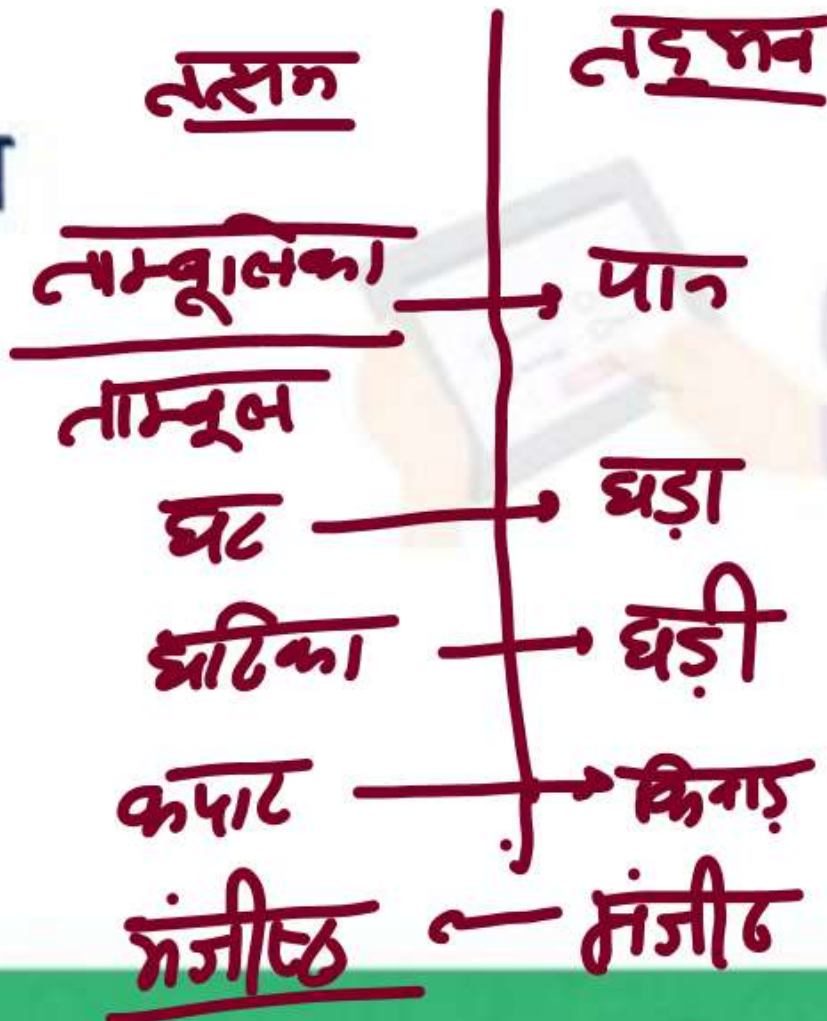 तत्सम तद्भव
ताम्बूलिका → पान
ताम्बूल
घट → घड़ा
घटिका → घड़ी
कपाट → किवाड़
मंजीष्ठ — मंजीठ